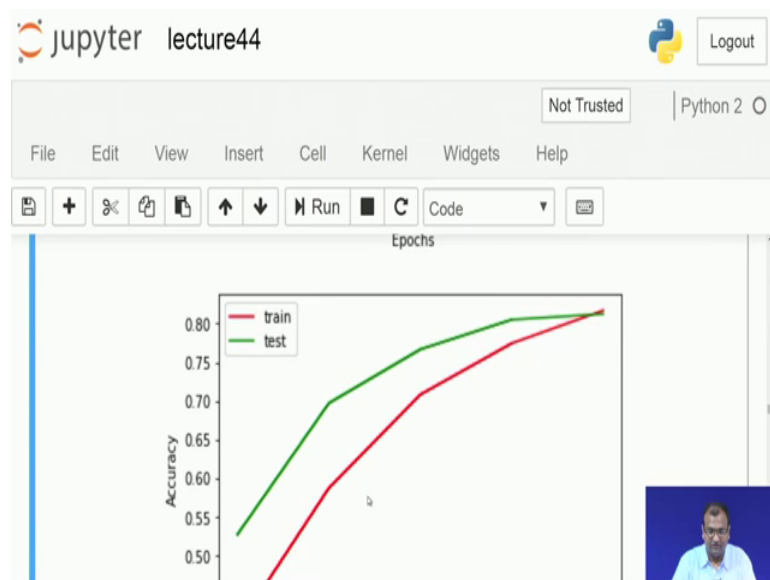 jupyter lecture44
Logout
Not Trusted
Python 2
File Edit View Insert Cell Kernel Widgets Help
Run Code
Epochs
train
test
0.80
0.75
0.70
0.65
0.60
0.55
0.50
Accuracy